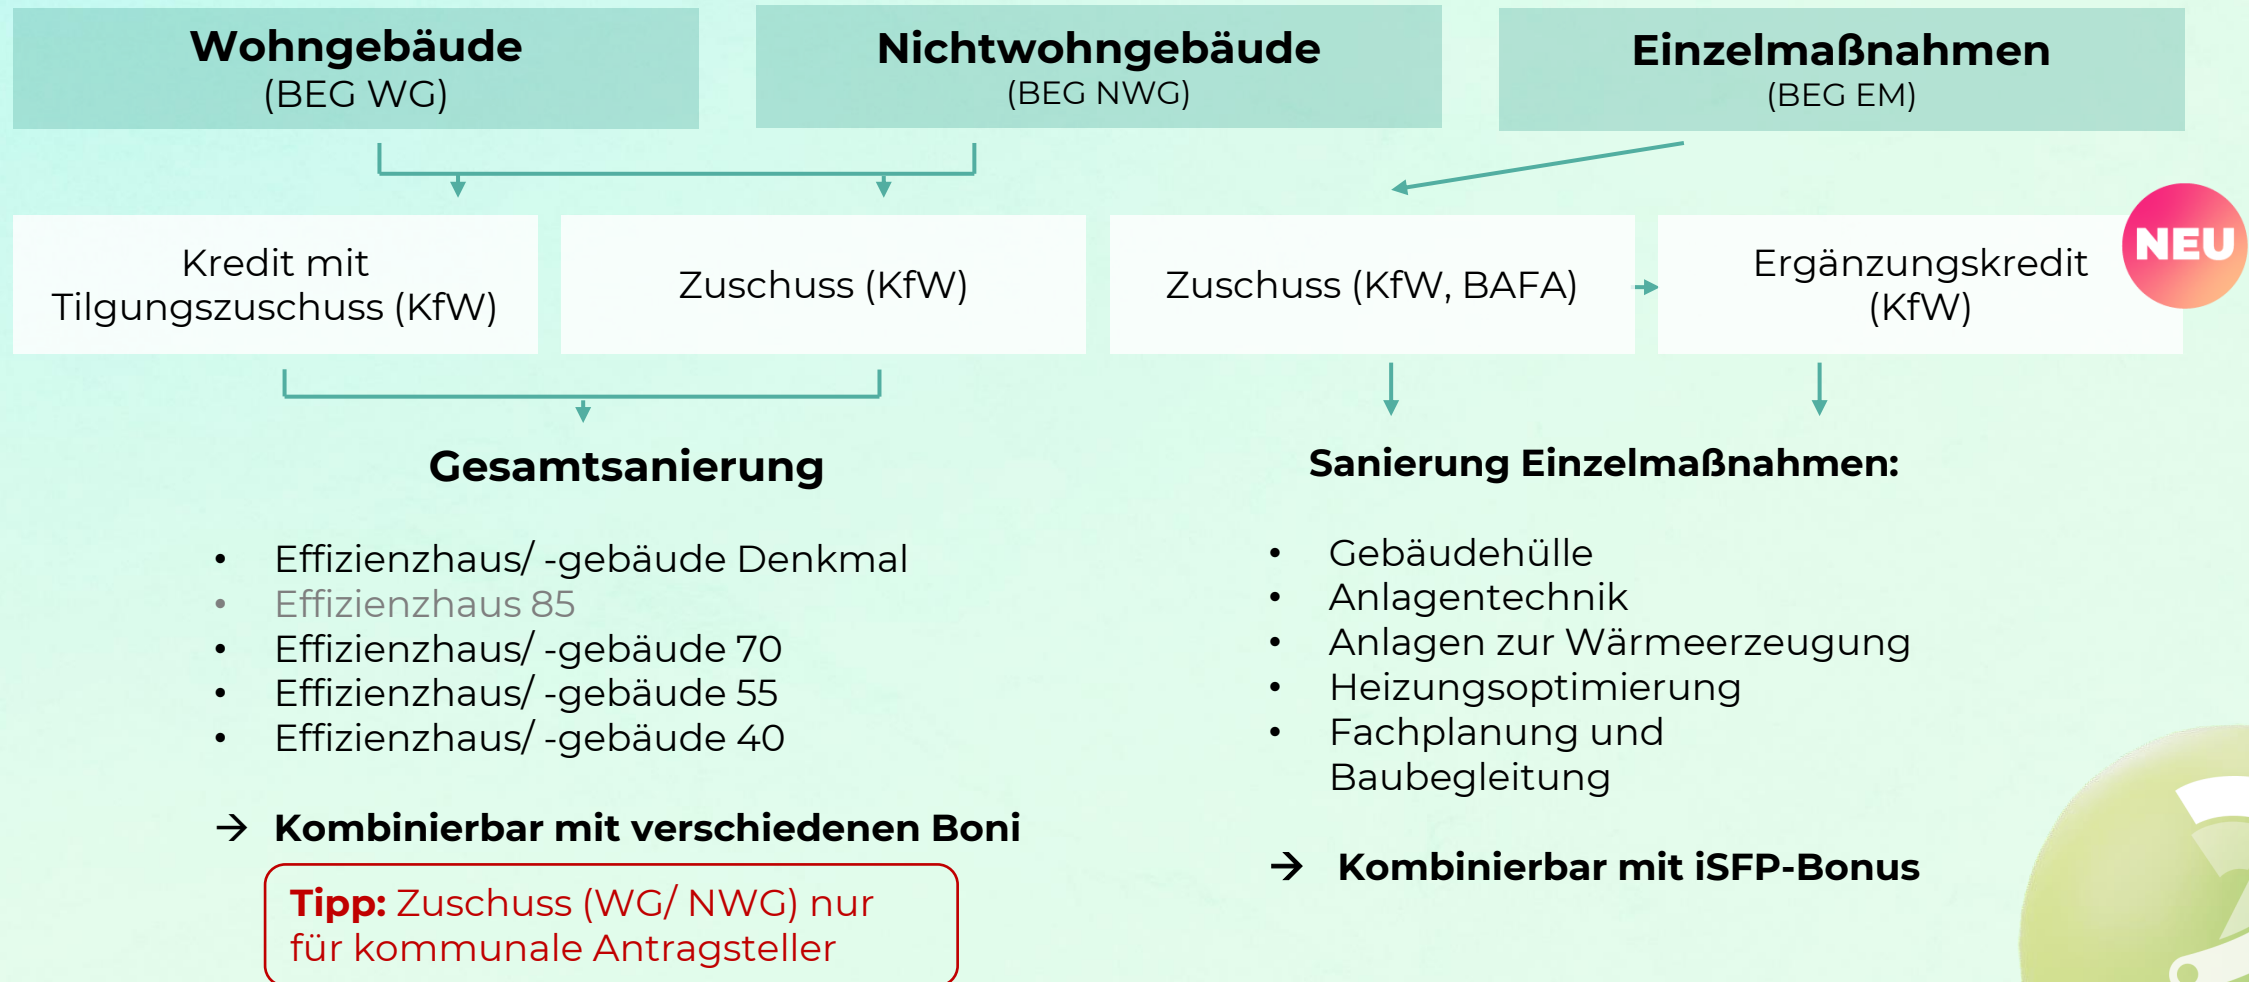 Wohngebäude
(BEG WG)
Nichtwohngebäude
(BEG NWG)
Einzelmaßnahmen
(BEG EM)
Kredit mit
Tilgungszuschuss (KfW)
Zuschuss (KfW)
Zuschuss (KfW, BAFA)
Ergänzungskredit
(KfW)
NEU
Gesamtsanierung
• Effizienzhaus/ -gebäude Denkmal
• Effizienzhaus 85
• Effizienzhaus/ -gebäude 70
• Effizienzhaus/ -gebäude 55
• Effizienzhaus/ -gebäude 40
→ Kombinierbar mit verschiedenen Boni
Tipp: Zuschuss (WG/ NWG) nur
für kommunale Antragsteller
Sanierung Einzelmaßnahmen:
• Gebäudehülle
• Anlagentechnik
• Anlagen zur Wärmeerzeugung
• Heizungsoptimierung
• Fachplanung und
Baubegleitung
→ Kombinierbar mit iSFP-Bonus